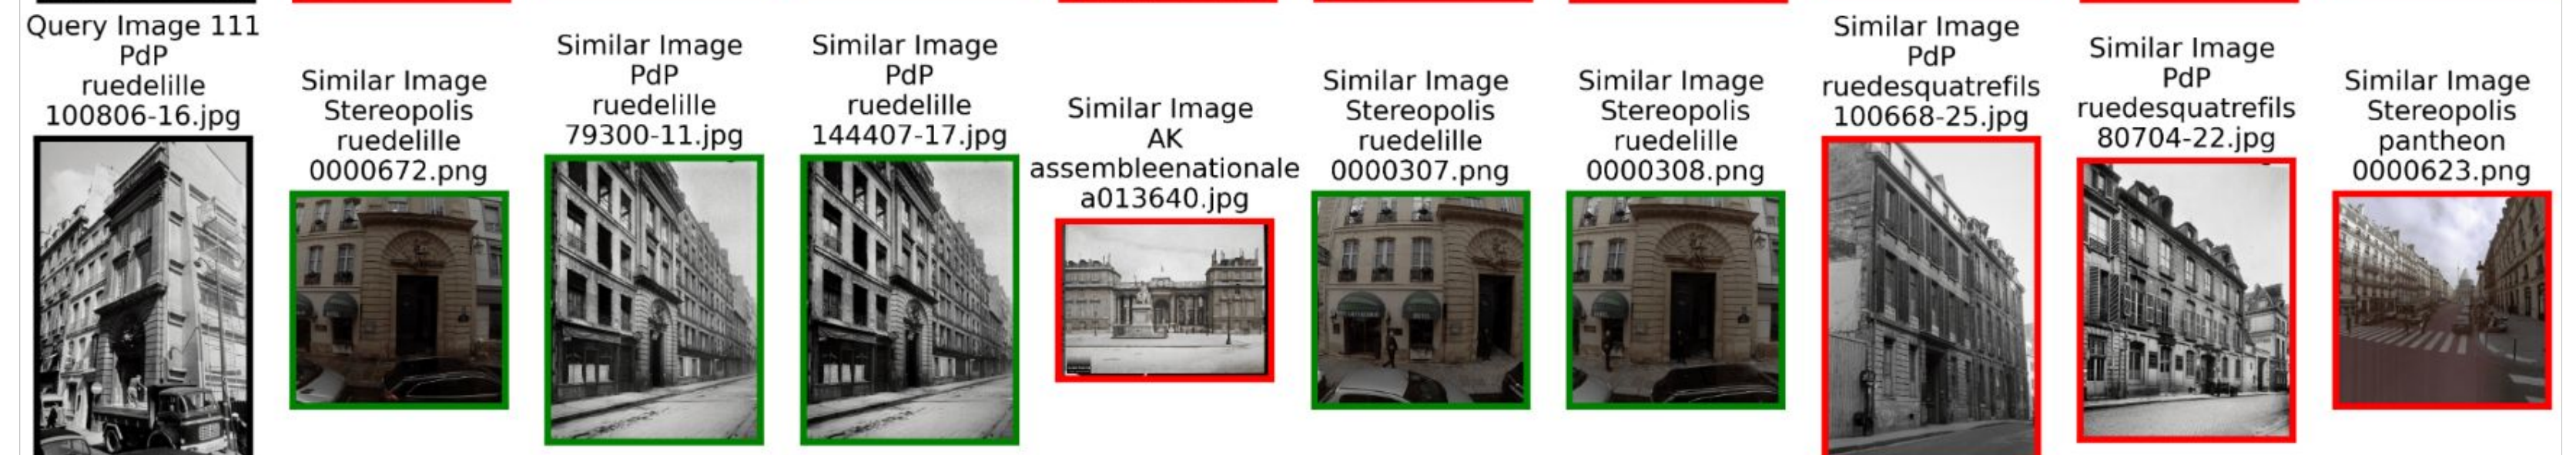 Query Image 111
PdP
ruedelille
100806-16.jpg
Similar Image
Stereopolis
ruedelille
0000672.png
Similar Image
PdP
ruedelille
79300-11.jpg
Similar Image
PdP
ruedelille
144407-17.jpg
Similar Image
AK
assembleenationale
a013640.jpg
Similar Image
Stereopolis
ruedelille
0000307.png
Similar Image
Stereopolis
ruedelille
0000308.png
Similar Image
PdP
ruedesquatrefils
100668-25.jpg
Similar Image
PdP
ruedesquatrefils
80704-22.jpg
Similar Image
Stereopolis
pantheon
0000623.png